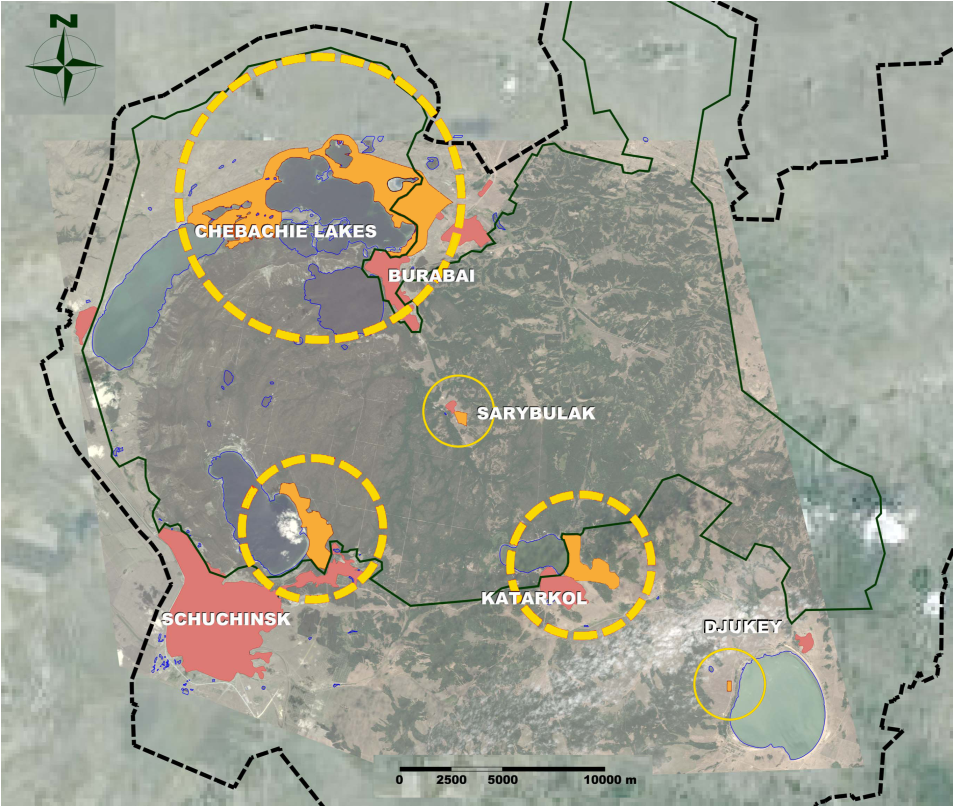 N
CHEBACHIE LAKES
BURABAI
SARYBULAK
SCHUCHINSK
KATARKOL
DJUKEY
0 2500 5000 10000 m